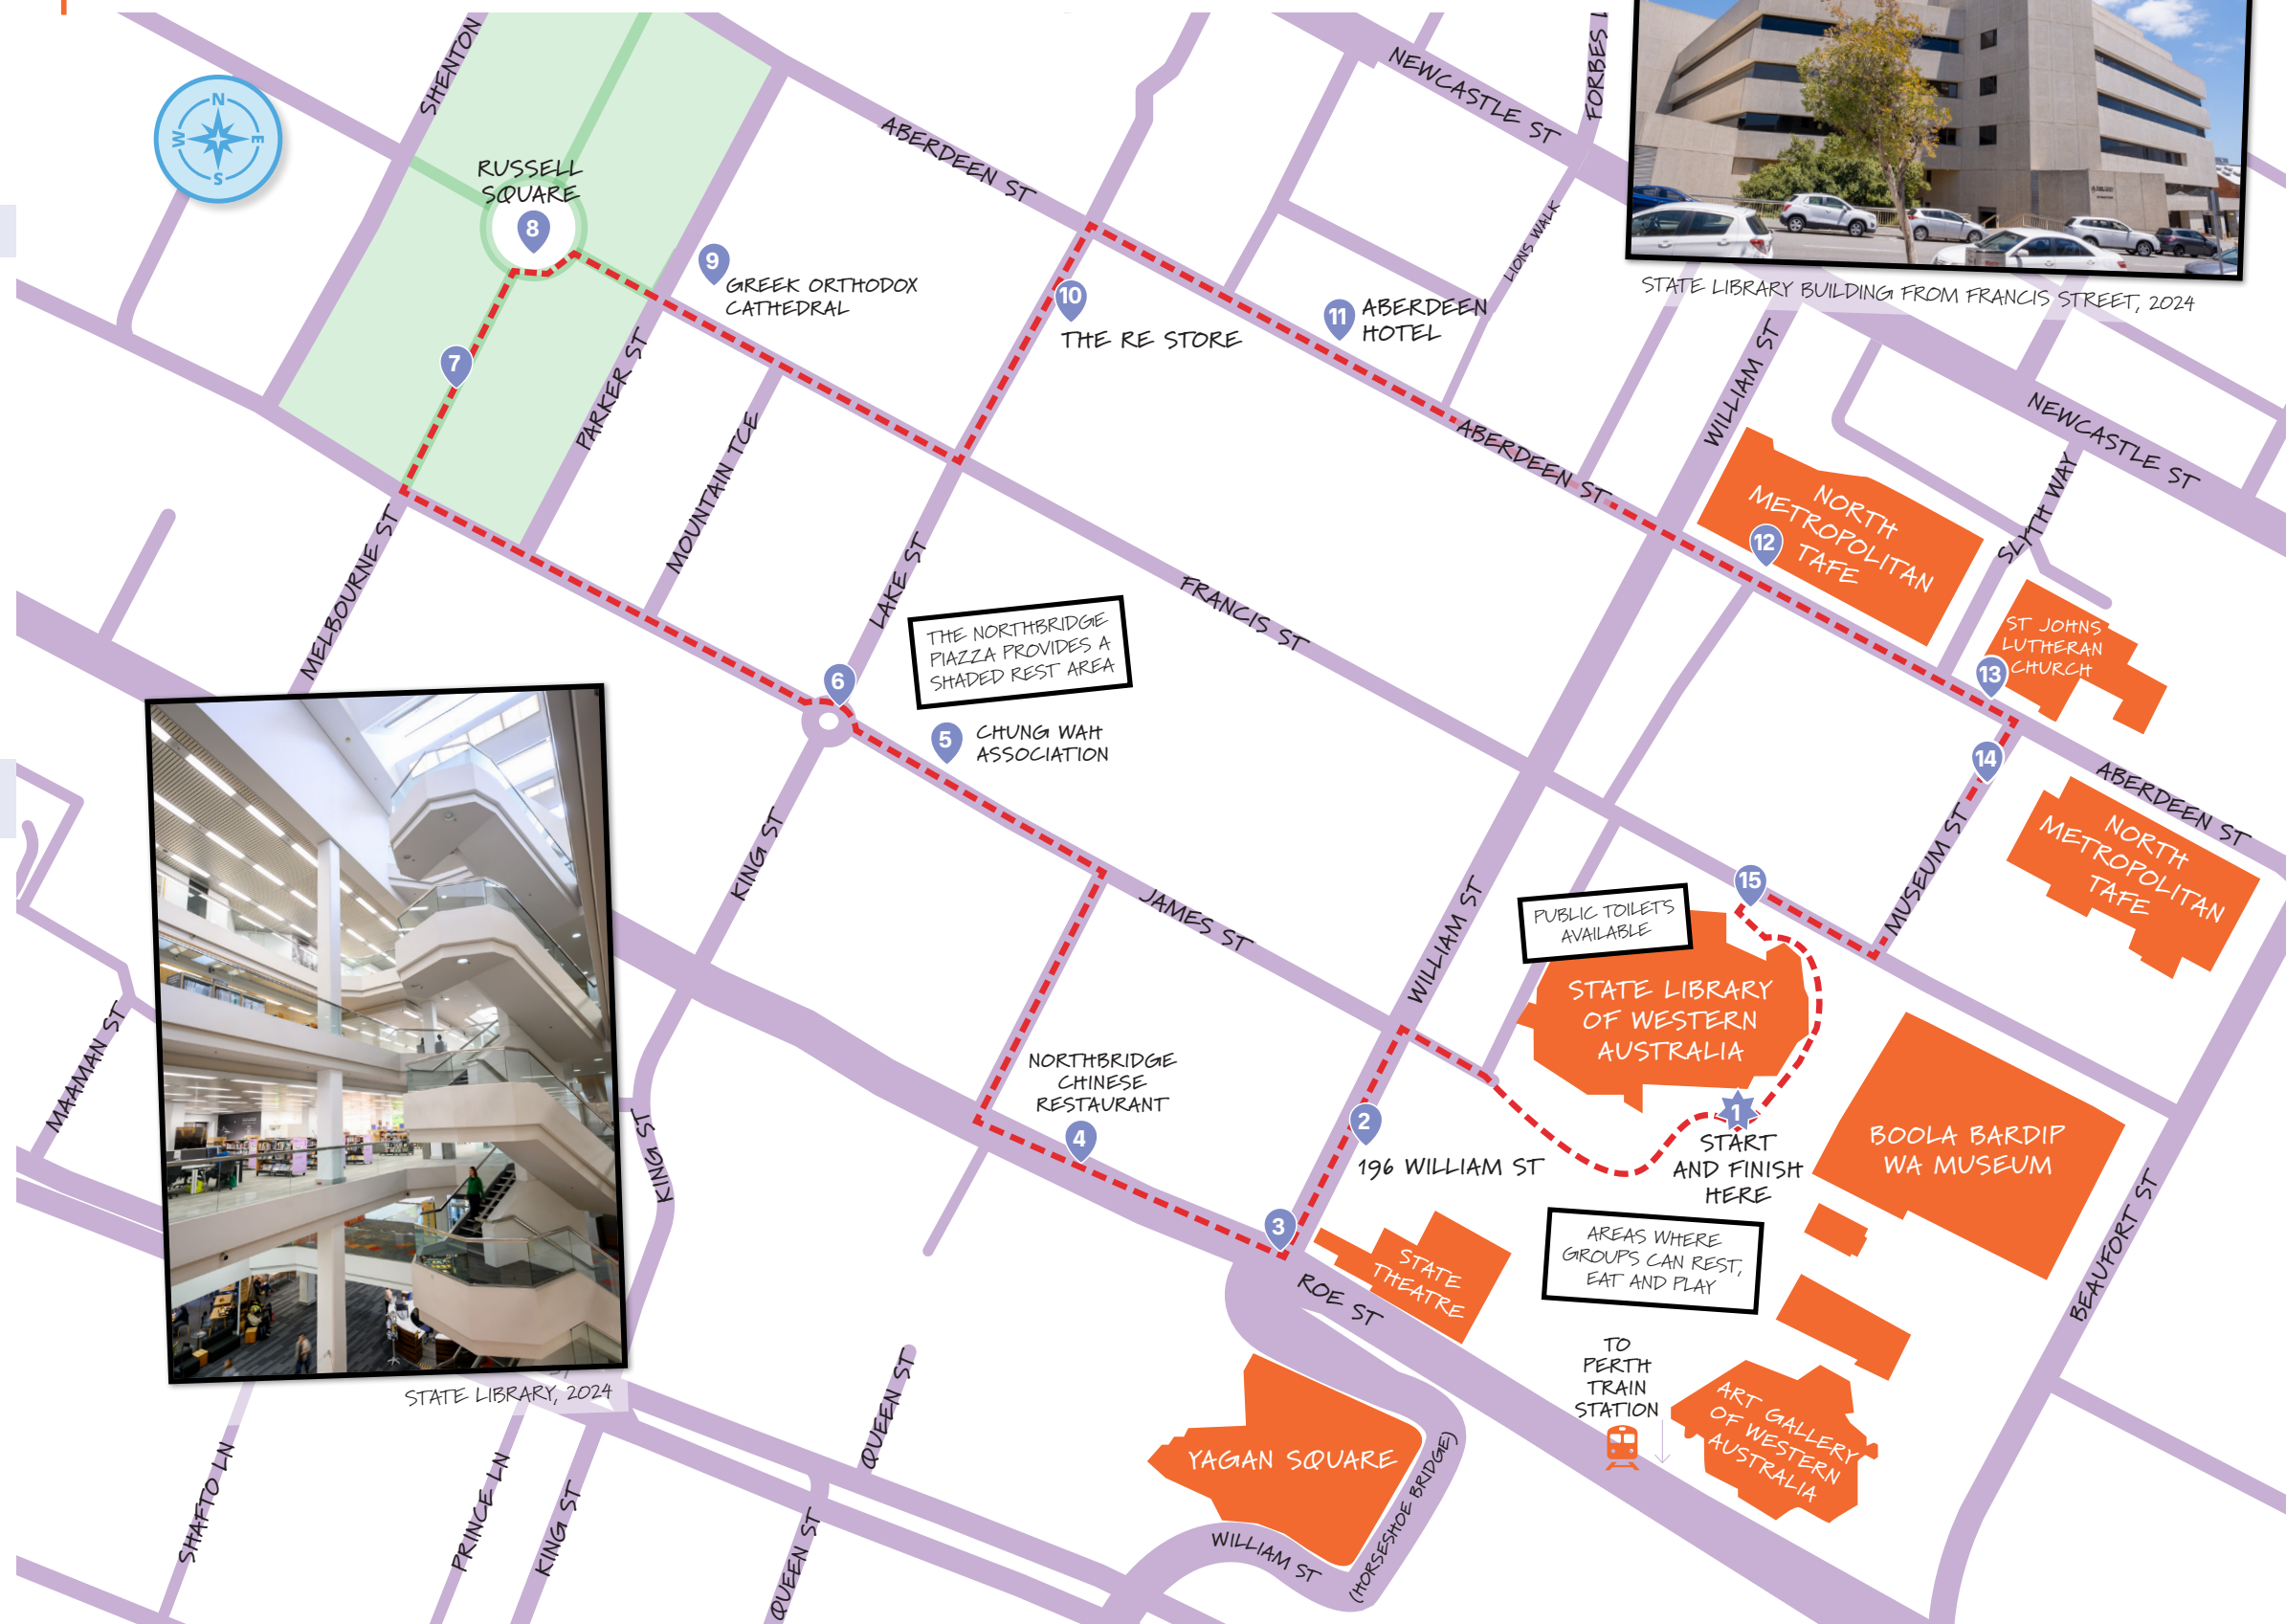 SHENTON
NEWCASTLE ST
FORBES L
ABERDEEN ST
N
W
E
S
RUSSELL
SQUARE
8
LIONS WALK
9
GREEK ORTHODOX
CATHEDRAL
10
THE RE STORE
11
ABERDEEN
HOTEL
STATE LIBRARY BUILDING FROM FRANCIS STREET, 2024
WILLIAM ST
7
PARKER ST
MOUNTAIN TCE
ABERDEEN ST
NEWCASTLE ST
NORTH
METROPOLITAN
TAFE
12
SLYTH WAY
MELBOURNE ST
LAKE ST
FRANCIS ST
THE NORTHBRIDGE
PIAZZA PROVIDES A
SHADED REST AREA
ST JOHNS
LUTHERAN
CHURCH
13
6
5
CHUNG WAH
ASSOCIATION
14
ABERDEEN ST
KING ST
MUSEUM ST
NORTH
METROPOLITAN
TAFE
15
JAMES ST
WILLIAM ST
PUBLIC TOILETS
AVAILABLE
STATE LIBRARY
OF WESTERN
AUSTRALIA
MAAMAN ST
NORTHBRIDGE
CHINESE
RESTAURANT
4
2
196 WILLIAM ST
1
START
AND FINISH
HERE
BOOLA BARDIP
WA MUSEUM
KING ST
3
STATE
THEATRE
ROE ST
AREAS WHERE
GROUPS CAN REST,
EAT AND PLAY
BEAUFORT ST
TO
PERTH
TRAIN
STATION
STATE LIBRARY, 2024
QUEEN ST
YAGAN SQUARE
ART GALLERY
OF WESTERN
AUSTRALIA
SHAFTO LN
PRINCE LN
KING ST
QUEEN ST
WILLIAM ST
(HORSESHOE BRIDGE)